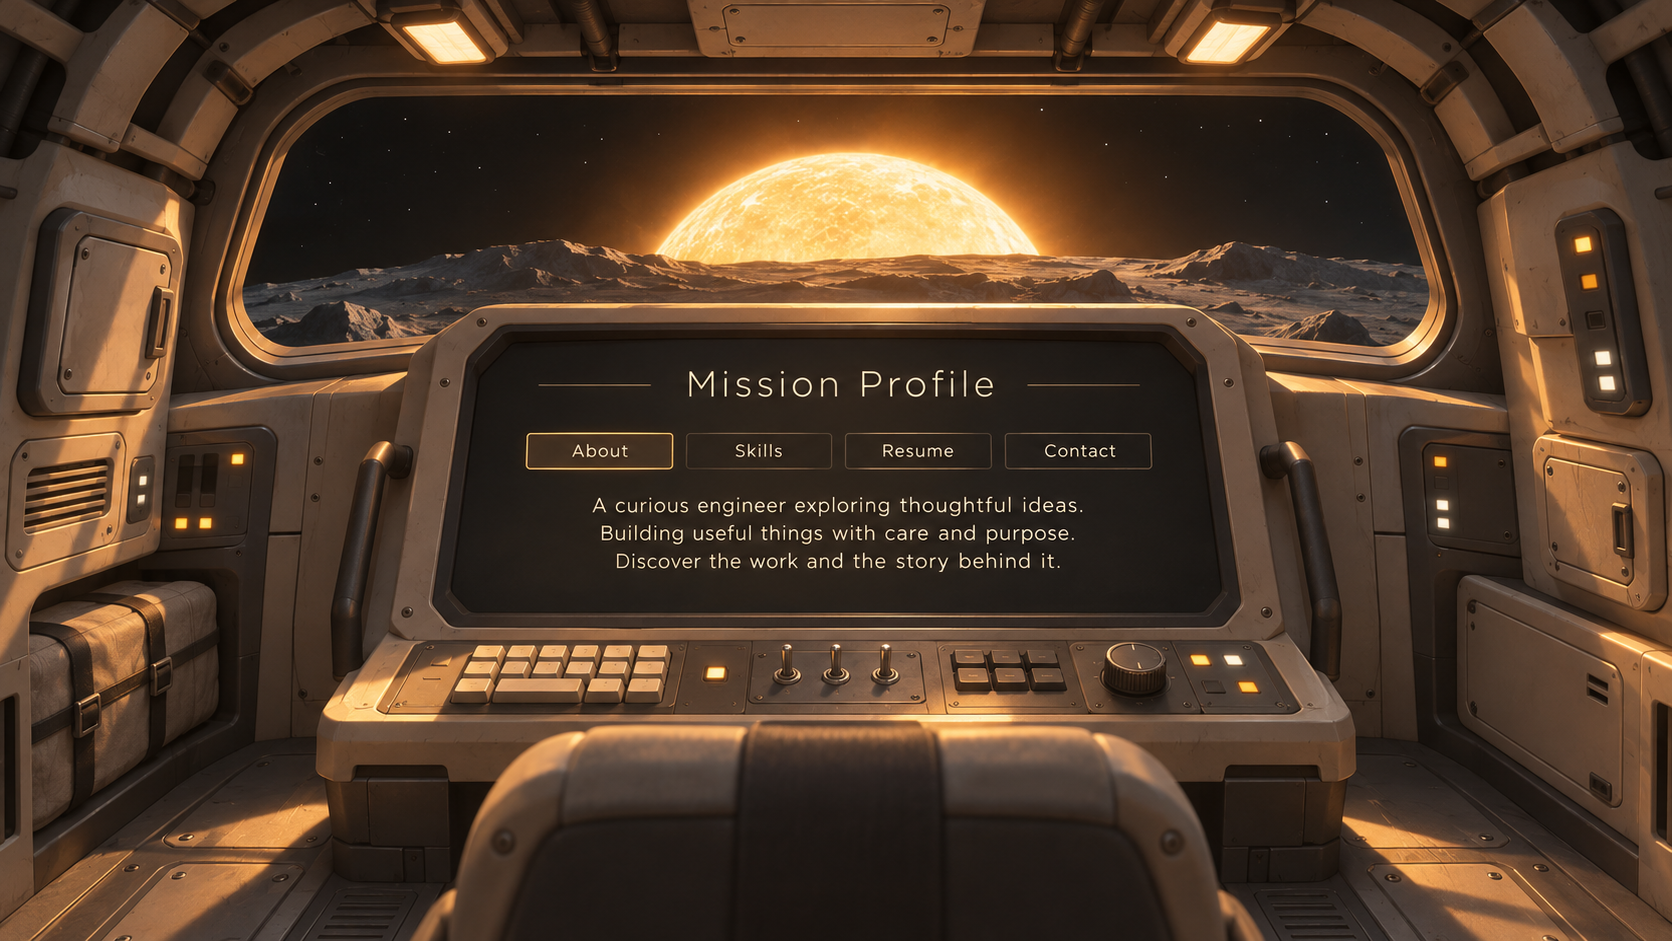 Mission Profile
About Skills Resume Contact
A curious engineer exploring thoughtful ideas.
Building useful things with care and purpose.
Discover the work and the story behind it.